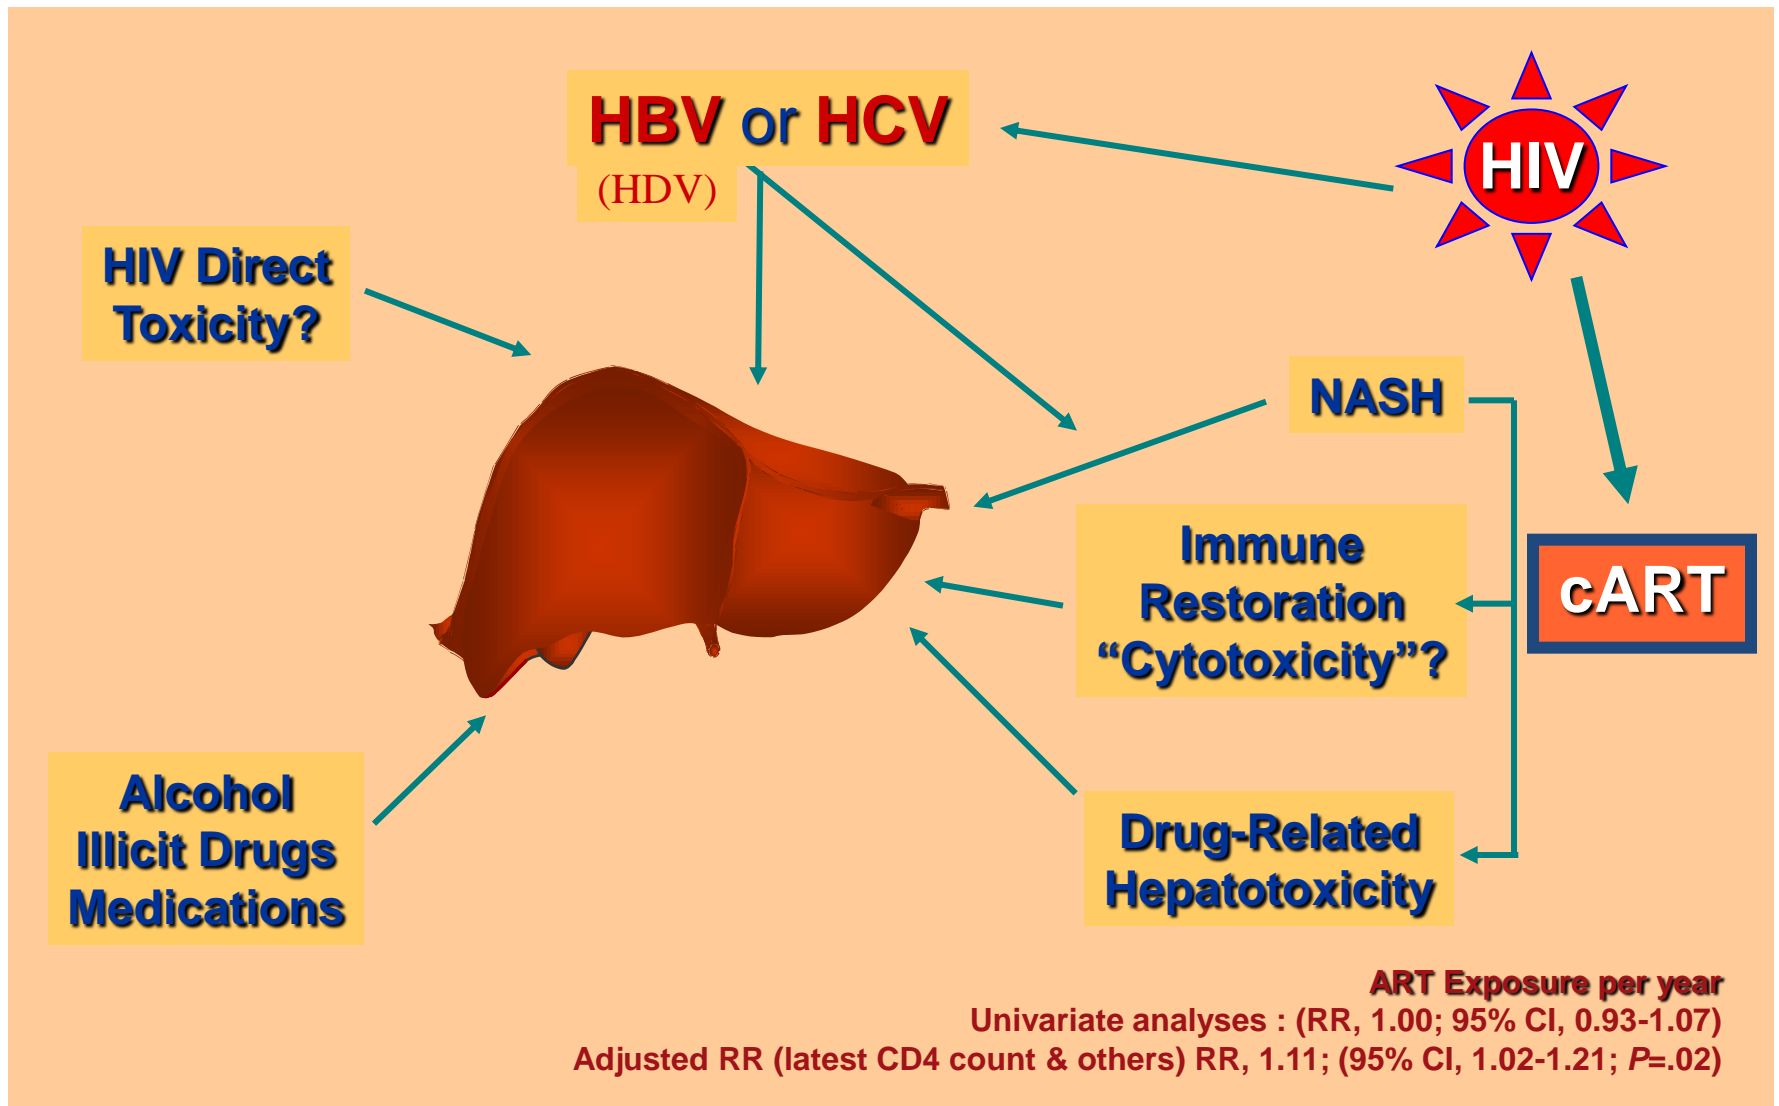 HBV or HCV
(HDV)
HIV
HIV Direct
Toxicity?
NASH
Immune
Restoration
“Cytotoxicity”?
cART
Alcohol
Illicit Drugs
Medications
Drug-Related
Hepatotoxicity
ART Exposure per year
Univariate analyses : (RR, 1.00; 95% CI, 0.93-1.07)
Adjusted RR (latest CD4 count & others) RR, 1.11; (95% CI, 1.02-1.21; P=.02)